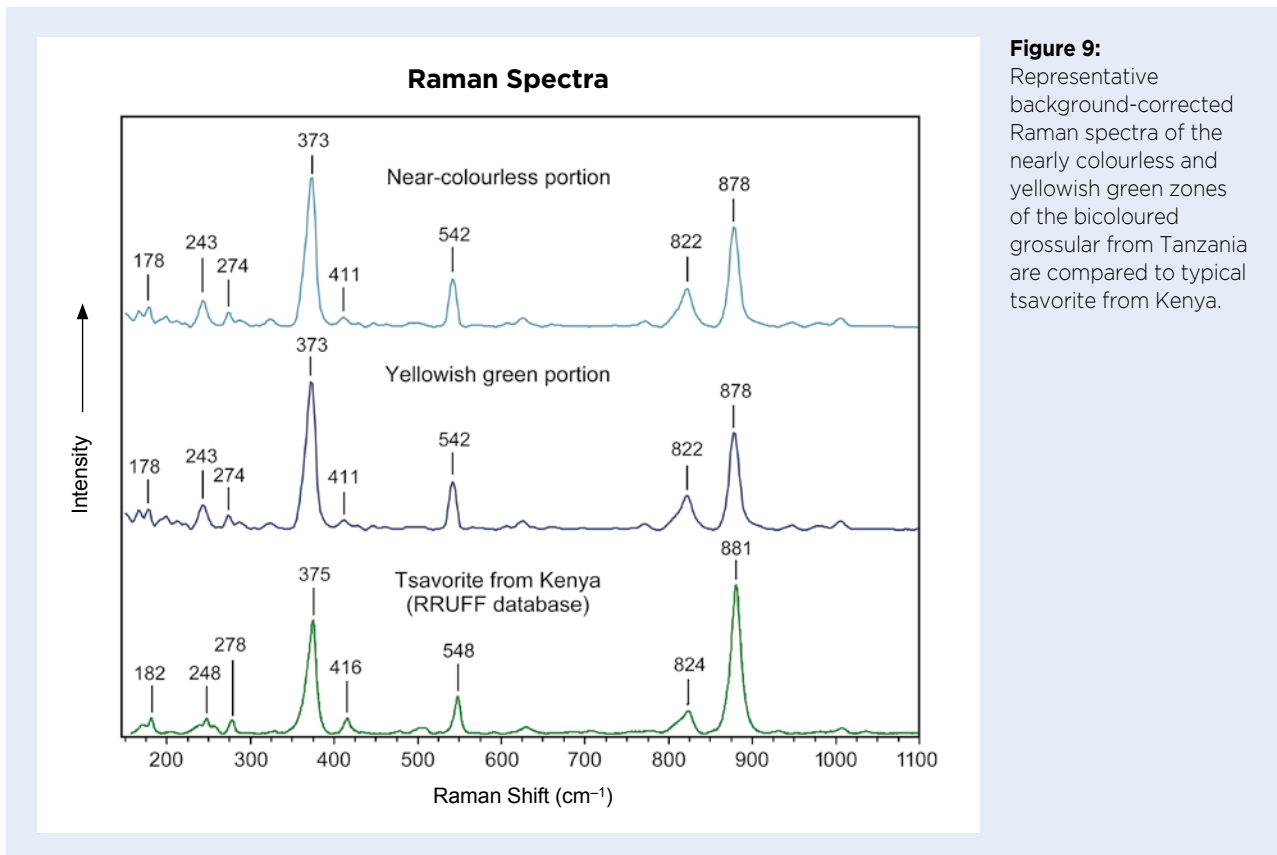 Raman Spectra
373
Near-colourless portion
878
178
243
274
411
542
822
373
Yellowish green portion
878
178
243
274
411
542
822
881
375
Tsavorite from Kenya
(RRUFF database)
278
182
248
416
548
824
Intensity
200 300 400 500 600 700 800 900 1000 1100
Raman Shift (cm⁻¹)
Figure 9:
Representative
background-corrected
Raman spectra of the
nearly colourless and
yellowish green zones
of the bicoloured
grossular from Tanzania
are compared to typical
tsavorite from Kenya.